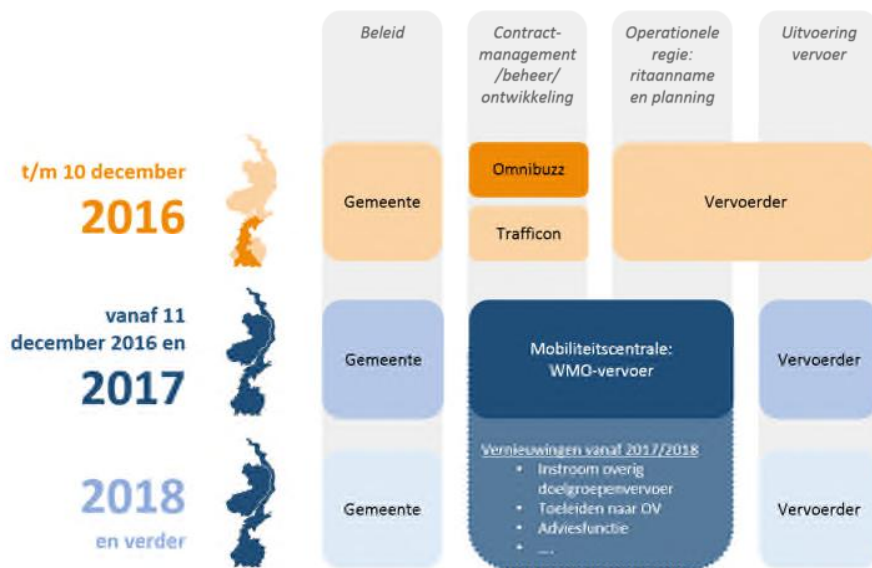 Beleid
Contract-
management
/beheer/
ontwikkeling
Operationele
regie:
ritaanname
en planning
Uitvoering
vervoer
t/m 10 december
2016
Gemeente
Omnibuzz
Trafficon
Vervoerder
vanaf 11
december 2016 en
2017
Gemeente
Mobiliteitscentrale:
WMO-vervoer
Vervoerder
2018
en verder
Gemeente
Vernieuwingen vanaf 2017/2018
• Instroom overig
doelgroepenvervoer
• Toeleiden naar OV
• Adviesfunctie
• ....
Vervoerder